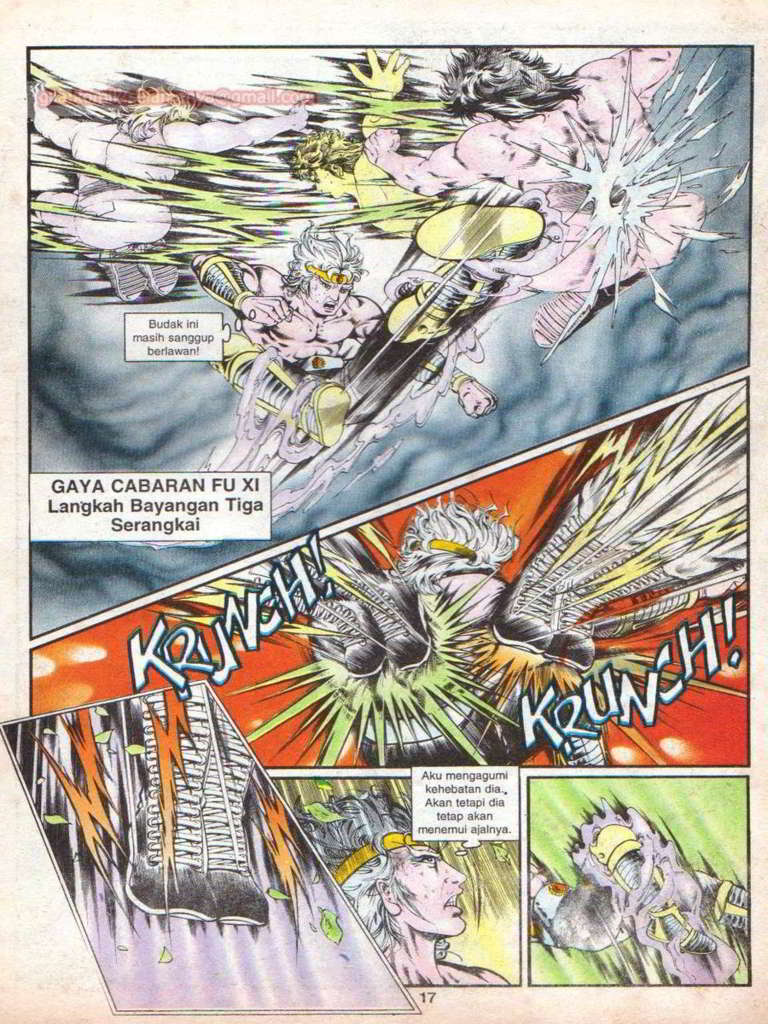 Budak ini
masih sanggup
berlawan!
GAYA CABARAN FU XI
Langkah Bayangan Tiga
Serangkai
KRUNCH!
KRUNCH!
Aku mengagumi
kehebatan dia.
Akan tetapi dia
tetap akan
menemui ajalnya.
17